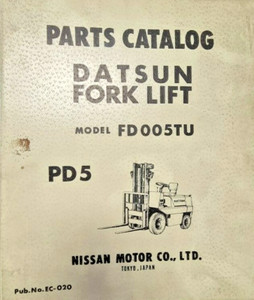 PARTS CATALOG
DATSUN
FORK LIFT
MODEL FD005TU
PD5
NISSAN MOTOR CO., LTD.
TOKYO, JAPAN
Pub. No. EC-020